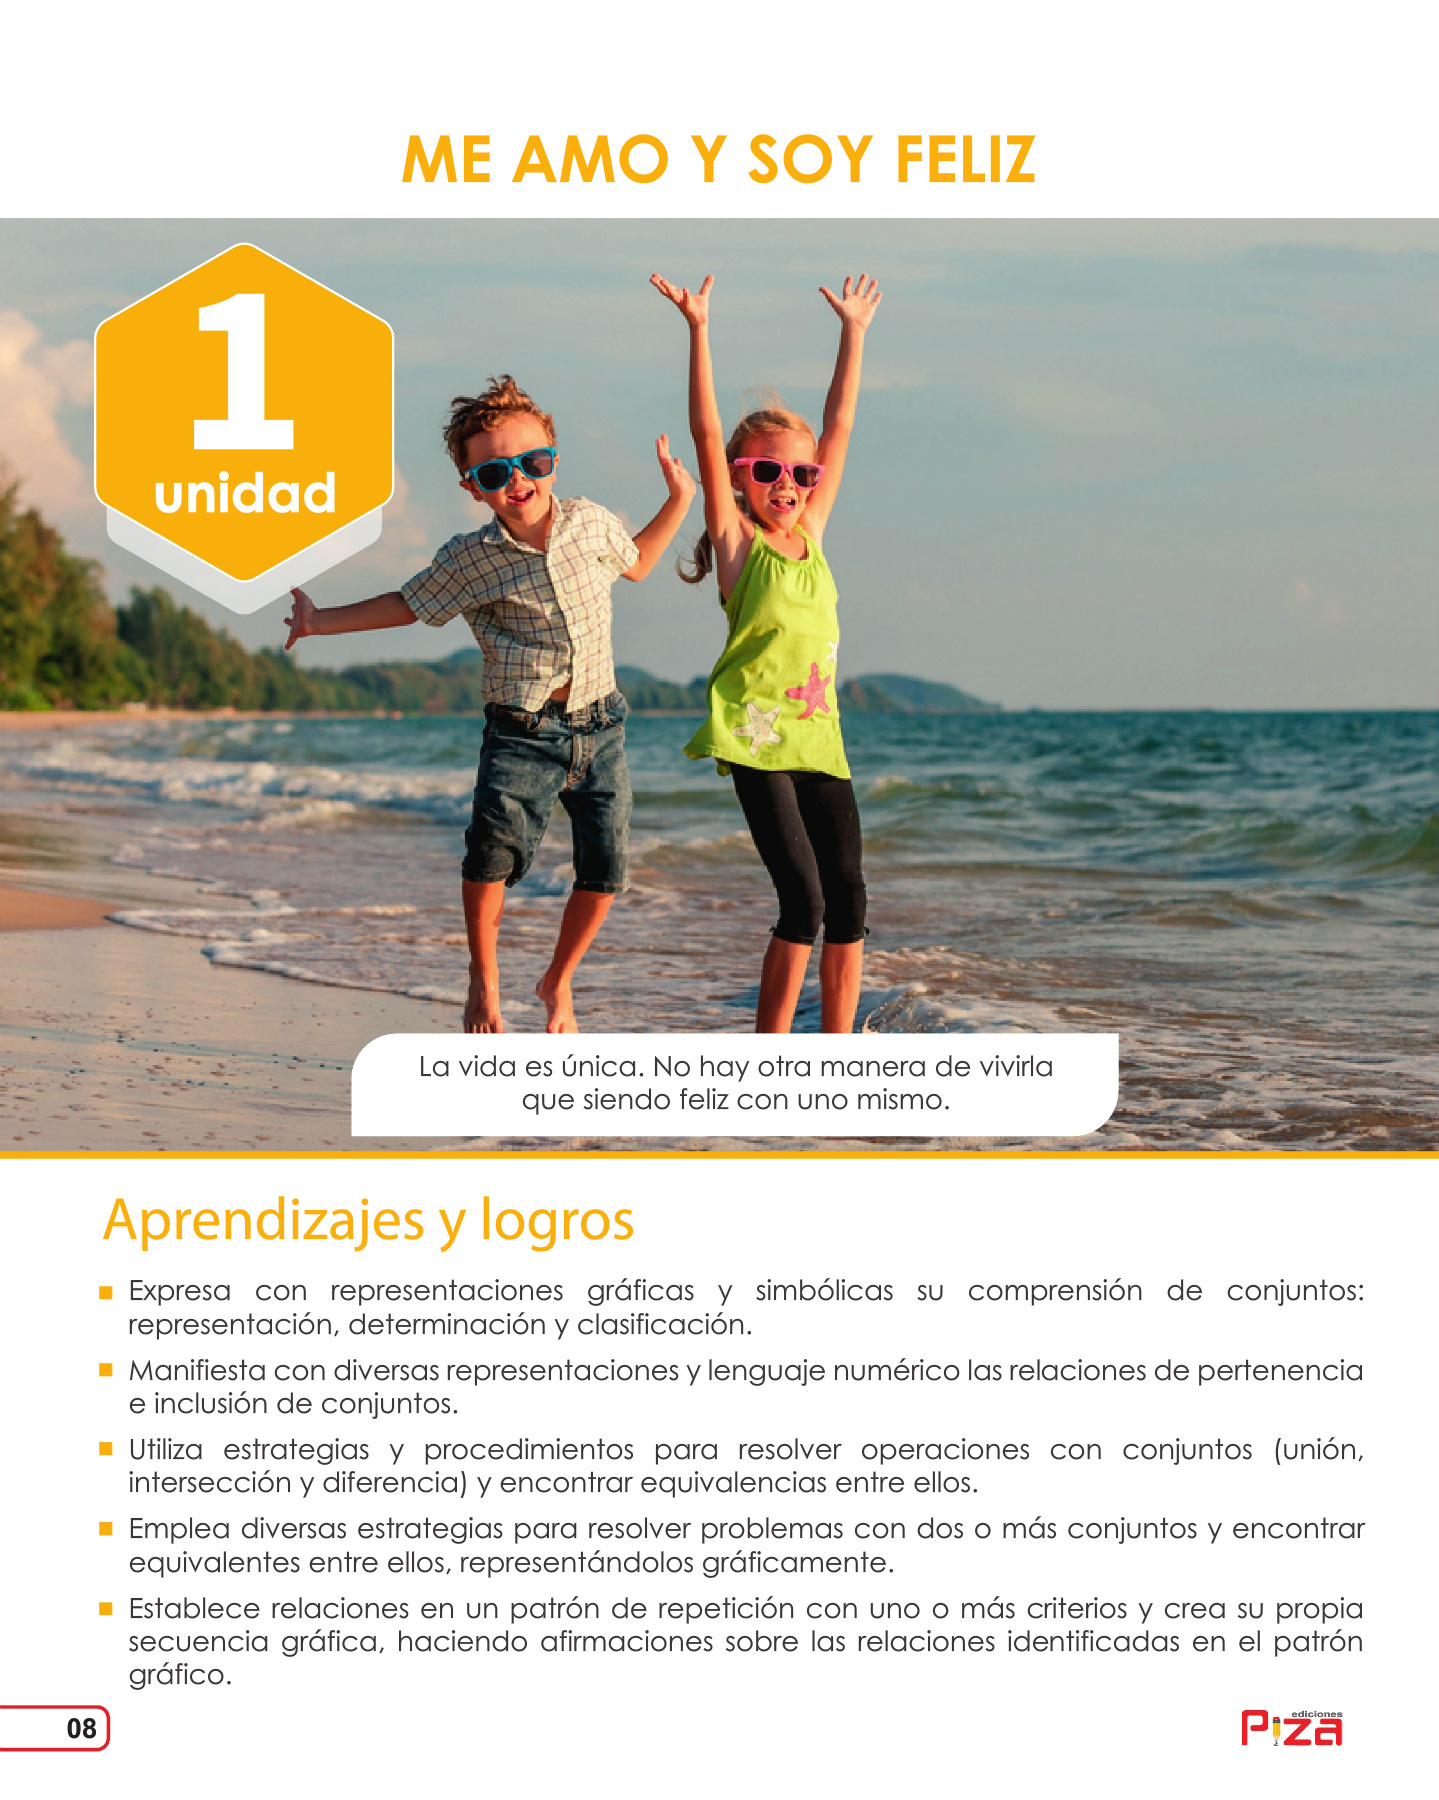 ME AMO Y SOY FELIZ
1
unidad
La vida es única. No hay otra manera de vivirla
que siendo feliz con uno mismo.
Aprendizajes y logros
Expresa con representaciones gráficas y simbólicas su comprensión de conjuntos:
representación, determinación y clasificación.
Manifiesta con diversas representaciones y lenguaje numérico las relaciones de pertenencia
e inclusión de conjuntos.
Utiliza estrategias y procedimientos para resolver operaciones con conjuntos (unión,
intersección y diferencia) y encontrar equivalencias entre ellos.
Emplea diversas estrategias para resolver problemas con dos o más conjuntos y encontrar
equivalentes entre ellos, representándolos gráficamente.
Establece relaciones en un patrón de repetición con uno o más criterios y crea su propia
secuencia gráfica, haciendo afirmaciones sobre las relaciones identificadas en el patrón
gráfico.
08
ediciones
Piza